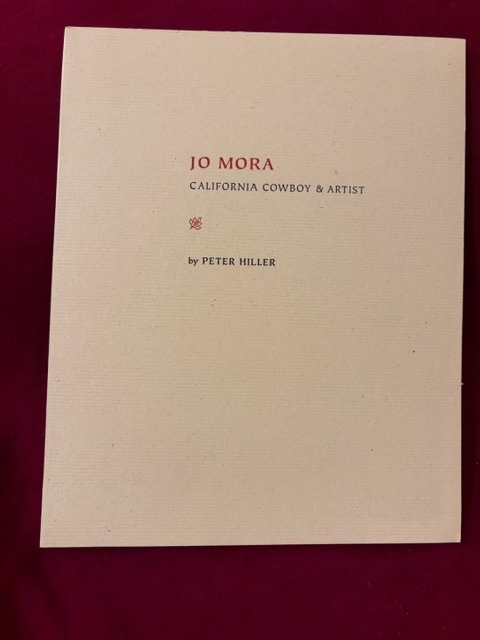 JO MORA
CALIFORNIA COWBOY & ARTIST
by PETER HILLER